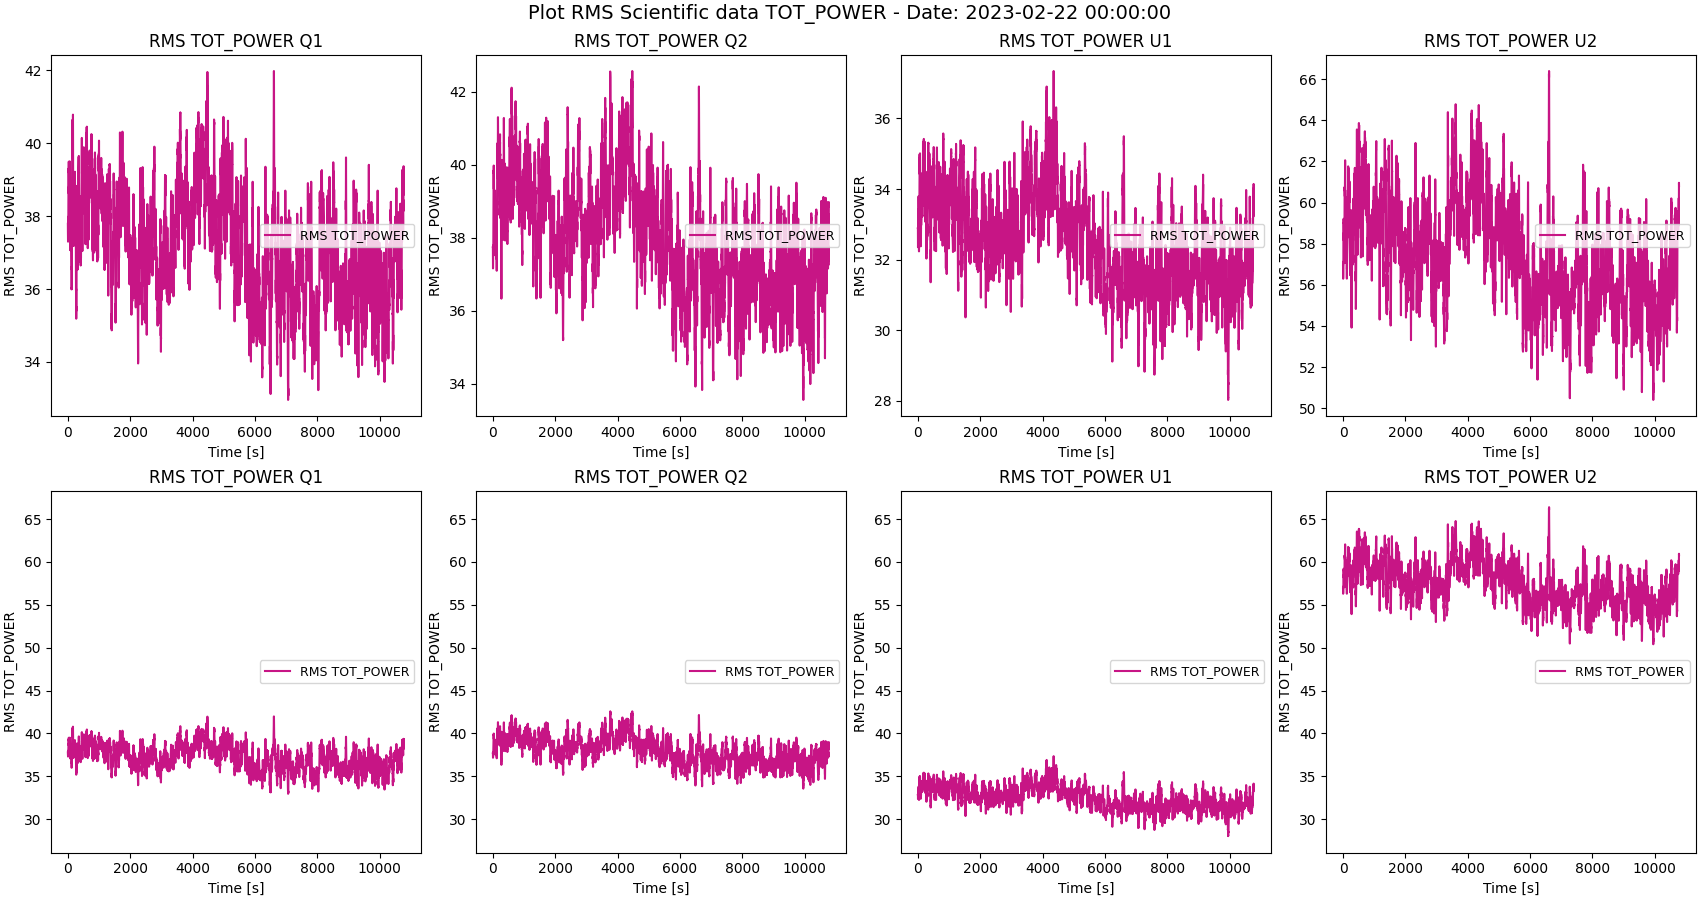 Plot RMS Scientific data TOT_POWER - Date: 2023-02-22 00:00:00
RMS TOT_POWER Q1
RMS TOT_POWER
42
40
38
36
34
RMS TOT_POWER
0 2000 4000 6000 8000 10000
Time [s]
RMS TOT_POWER Q2
RMS TOT_POWER
42
40
38
36
34
RMS TOT_POWER
0 2000 4000 6000 8000 10000
Time [s]
RMS TOT_POWER U1
RMS TOT_POWER
36
34
32
30
28
RMS TOT_POWER
0 2000 4000 6000 8000 10000
Time [s]
RMS TOT_POWER U2
RMS TOT_POWER
66
64
62
60
58
56
54
52
50
RMS TOT_POWER
0 2000 4000 6000 8000 10000
Time [s]
RMS TOT_POWER Q1
RMS TOT_POWER
65
60
55
50
45
40
35
30
RMS TOT_POWER
0 2000 4000 6000 8000 10000
Time [s]
RMS TOT_POWER Q2
RMS TOT_POWER
65
60
55
50
45
40
35
30
RMS TOT_POWER
0 2000 4000 6000 8000 10000
Time [s]
RMS TOT_POWER U1
RMS TOT_POWER
65
60
55
50
45
40
35
30
RMS TOT_POWER
0 2000 4000 6000 8000 10000
Time [s]
RMS TOT_POWER U2
RMS TOT_POWER
65
60
55
50
45
40
35
30
RMS TOT_POWER
0 2000 4000 6000 8000 10000
Time [s]